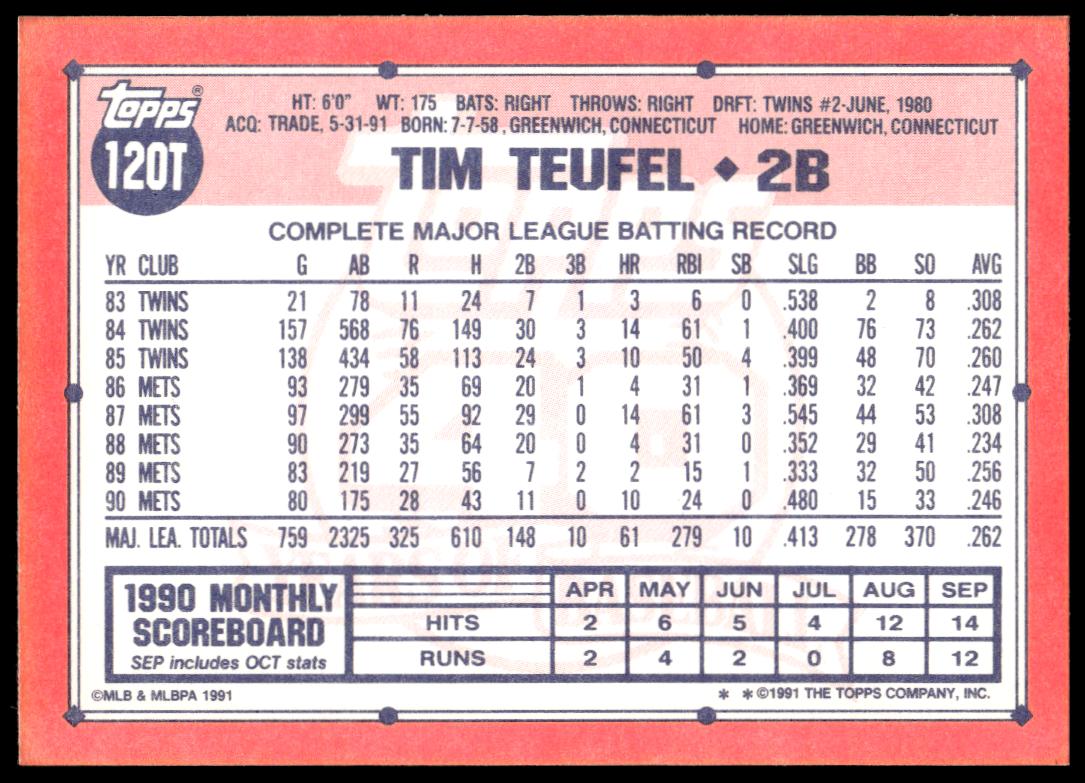 topps®
120T
HT: 6'0" WT: 175 BATS: RIGHT THROWS: RIGHT DRFT: TWINS #2-JUNE, 1980
ACQ: TRADE, 5-31-91 BORN: 7-7-58, GREENWICH, CONNECTICUT HOME: GREENWICH, CONNECTICUT
TIM TEUFEL ◆ 2B
COMPLETE MAJOR LEAGUE BATTING RECORD
YR CLUB G AB R H 2B 3B HR RBI SB SLG BB SO AVG
83 TWINS 21 78 11 24 7 1 3 6 0 .538 2 8 .308
84 TWINS 157 568 76 149 30 3 14 61 1 .400 76 73 .262
85 TWINS 138 434 58 113 24 3 10 50 4 .399 48 70 .260
86 METS 93 279 35 69 20 1 4 31 1 .369 32 42 .247
87 METS 97 299 55 92 29 0 14 61 3 .545 44 53 .308
88 METS 90 273 35 64 20 0 4 31 0 .352 29 41 .234
89 METS 83 219 27 56 7 2 2 15 1 .333 32 50 .256
90 METS 80 175 28 43 11 0 10 24 0 .480 15 33 .246
MAJ. LEA. TOTALS 759 2325 325 610 148 10 61 279 10 .413 278 370 .262
1990 MONTHLY
SCOREBOARD
SEP includes OCT stats
APR MAY JUN JUL AUG SEP
HITS 2 6 5 4 12 14
RUNS 2 4 2 0 8 12
©MLB & MLBPA 1991
* * ©1991 THE TOPPS COMPANY, INC.
TOPPS
40
YEARS OF
BASEBALL